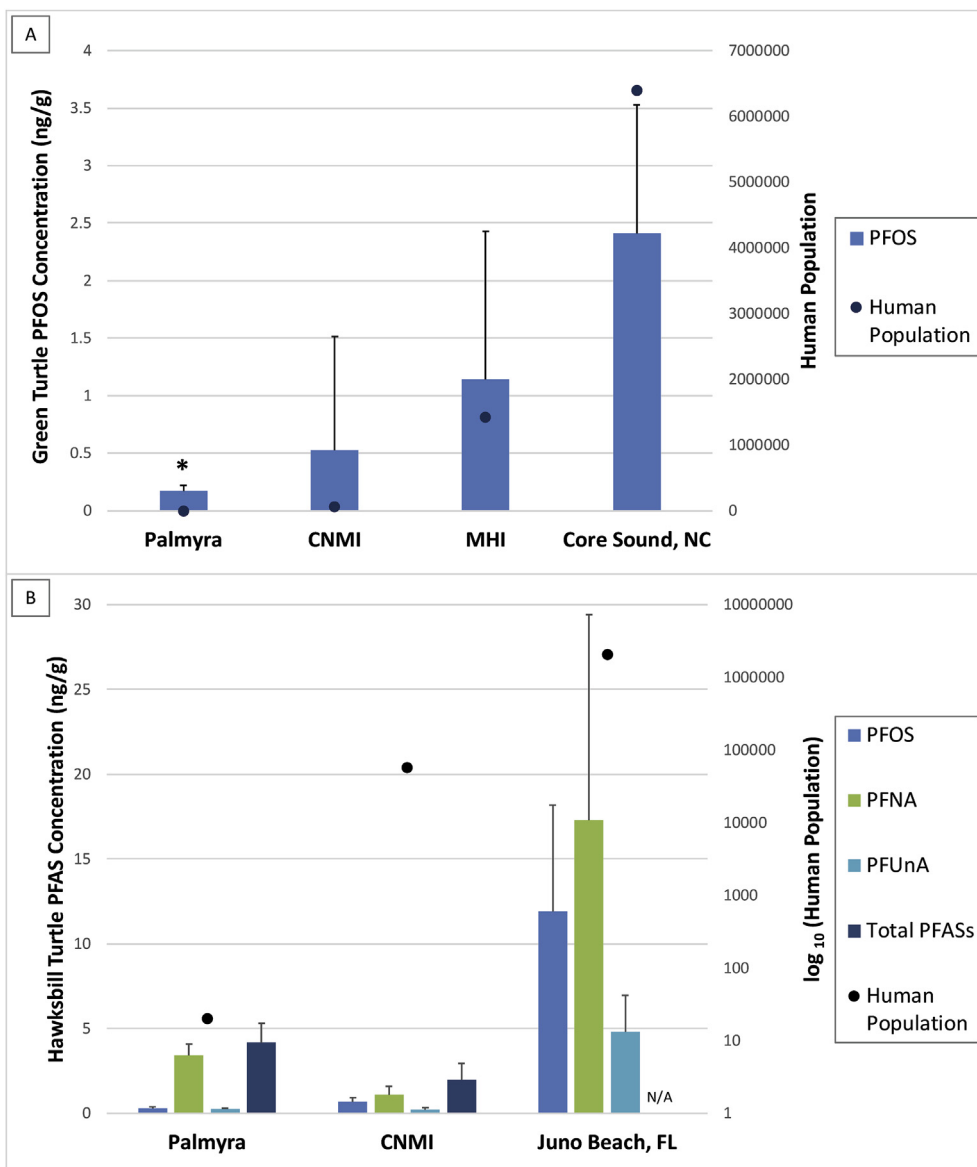 A
Green Turtle PFOS Concentration (ng/g)
4
3.5
3
2.5
2
1.5
1
0.5
0
7000000
6000000
5000000
4000000
3000000
2000000
1000000
0
Human Population
*
Palmyra
CNMI
MHI
Core Sound, NC
PFOS
Human
Population
B
Hawksbill Turtle PFAS Concentration (ng/g)
30
25
20
15
10
5
0
10000000
1000000
100000
10000
1000
100
10
1
log 10 (Human Population)
N/A
Palmyra
CNMI
Juno Beach, FL
PFOS
PFNA
PFUnA
Total PFASs
Human
Population